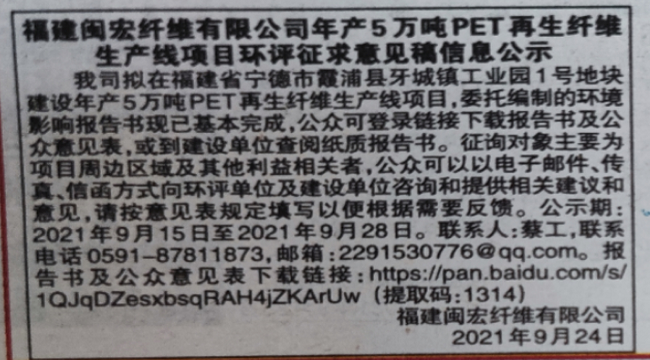 福建闽宏纤维有限公司年产5万吨PET再生纤维
生产线项目环评征求意见稿信息公示
我司拟在福建省宁德市霞浦县牙城镇工业园1号地块
建设年产5万吨PET再生纤维生产线项目,委托编制的环境
影响报告书现已基本完成,公众可登录链接下载报告书及公
众意见表,或到建设单位查阅纸质报告书。征询对象主要为
项目周边区域及其他利益相关者,公众可以以电子邮件、传
真、信函方式向环评单位及建设单位咨询和提供相关建议和
意见,请按意见表规定填写以便根据需要反馈。公示期:
2021年9月15日至2021年9月28日。联系人:蔡工,联系
电话0591-87811873,邮箱:2291530776@qq.com。报
告书及公众意见表下载链接:https://pan.baidu.com/s/
1QJqDZesxbsqRAH4jZKArUw(提取码:1314)
福建闽宏纤维有限公司
2021年9月24日